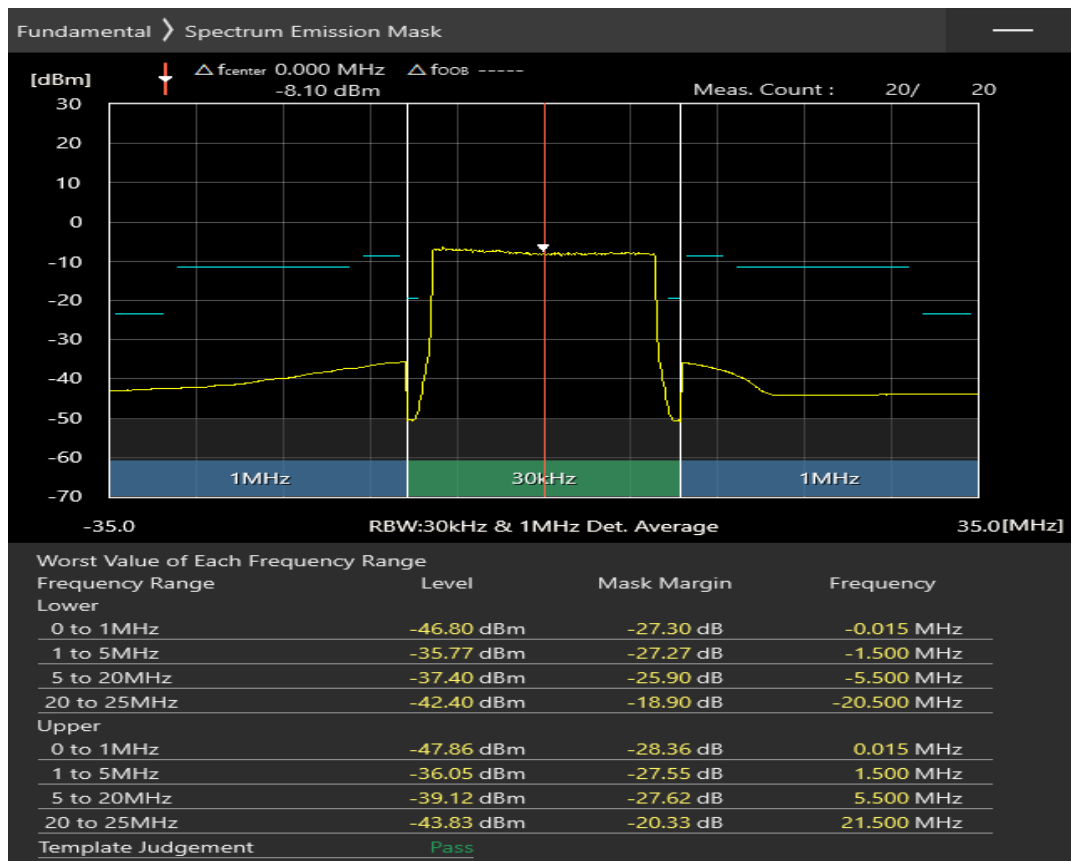 Fundamental ❯ Spectrum Emission Mask
[dBm] △ fcenter 0.000 MHz △ fOOB -----
-8.10 dBm Meas. Count : 20/ 20
30
20
10
0
-10
-20
-30
-40
-50
-60
-70
1MHz 30kHz 1MHz
-35.0 RBW:30kHz & 1MHz Det. Average 35.0[MHz]
Worst Value of Each Frequency Range
Frequency Range Level Mask Margin Frequency
Lower
0 to 1MHz -46.80 dBm -27.30 dB -0.015 MHz
1 to 5MHz -35.77 dBm -27.27 dB -1.500 MHz
5 to 20MHz -37.40 dBm -25.90 dB -5.500 MHz
20 to 25MHz -42.40 dBm -18.90 dB -20.500 MHz
Upper
0 to 1MHz -47.86 dBm -28.36 dB 0.015 MHz
1 to 5MHz -36.05 dBm -27.55 dB 1.500 MHz
5 to 20MHz -39.12 dBm -27.62 dB 5.500 MHz
20 to 25MHz -43.83 dBm -20.33 dB 21.500 MHz
Template Judgement Pass